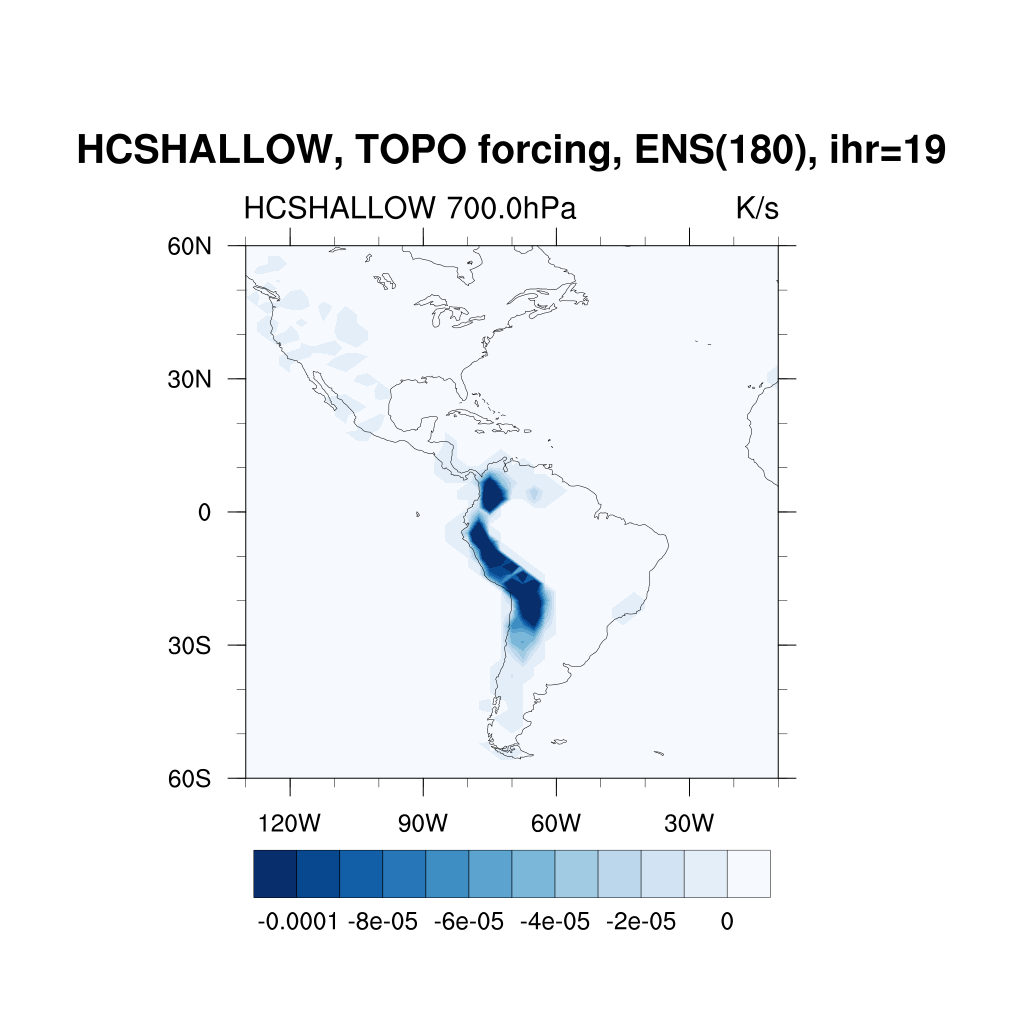 HCSHALLOW, TOPO forcing, ENS(180), ihr=19
HCSHALLOW 700.0hPa K/s
60N
30N
0
30S
60S
120W 90W 60W 30W
-0.0001 -8e-05 -6e-05 -4e-05 -2e-05 0